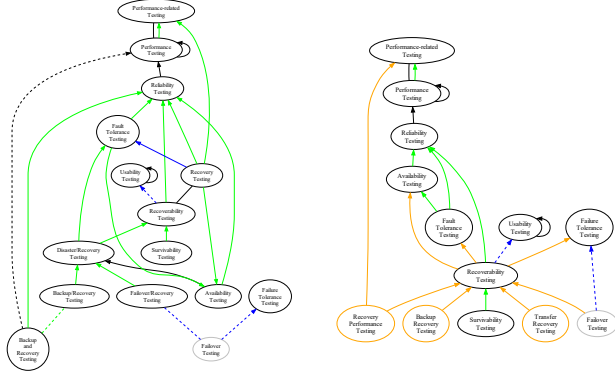 Performance-related
Testing
Performance
Testing
Reliability
Testing
Fault
Tolerance
Testing
Usability
Testing
Recovery
Testing
Recoverability
Testing
Disaster/Recovery
Testing
Survivability
Testing
Backup/Recovery
Testing
Failover/Recovery
Testing
Availability
Testing
Failure
Tolerance
Testing
Backup
and
Recovery
Testing
Failover
Testing
Performance-related
Testing
Performance
Testing
Reliability
Testing
Availability
Testing
Fault
Tolerance
Testing
Usability
Testing
Failure
Tolerance
Testing
Recoverability
Testing
Recovery
Performance
Testing
Backup
Recovery
Testing
Survivability
Testing
Transfer
Recovery
Testing
Failover
Testing